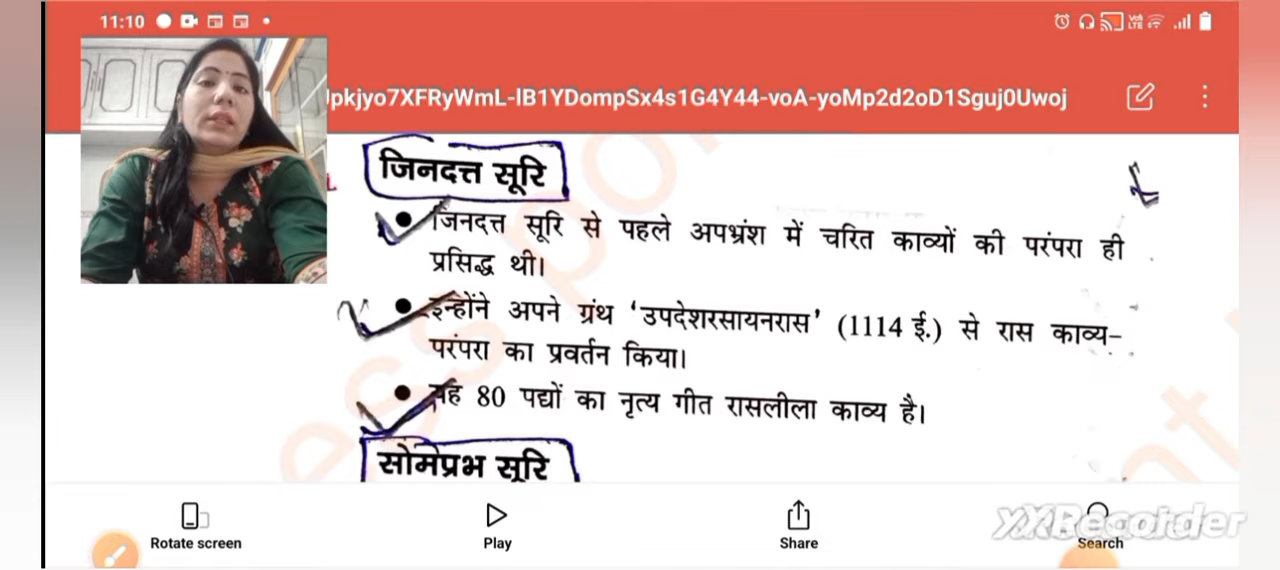 11:10
pkjyo7XFRyWmL-lB1YDompSx4s1G4Y44-voA-yoMp2d2oD1Sguj0Uwoj
जिनदत्त सूरि
• जिनदत्त सूरि से पहले अपभ्रंश में चरित काव्यों की परंपरा ही
प्रसिद्ध थी।
• इन्होंने अपने ग्रंथ ‘उपदेशरसायनरास’ (1114 ई.) से रास काव्य–
परंपरा का प्रवर्तन किया।
• यह 80 पद्यों का नृत्य गीत रासलीला काव्य है।
सोमप्रभ सूरि
Rotate screen
Play
Share
Search
XXRecorder